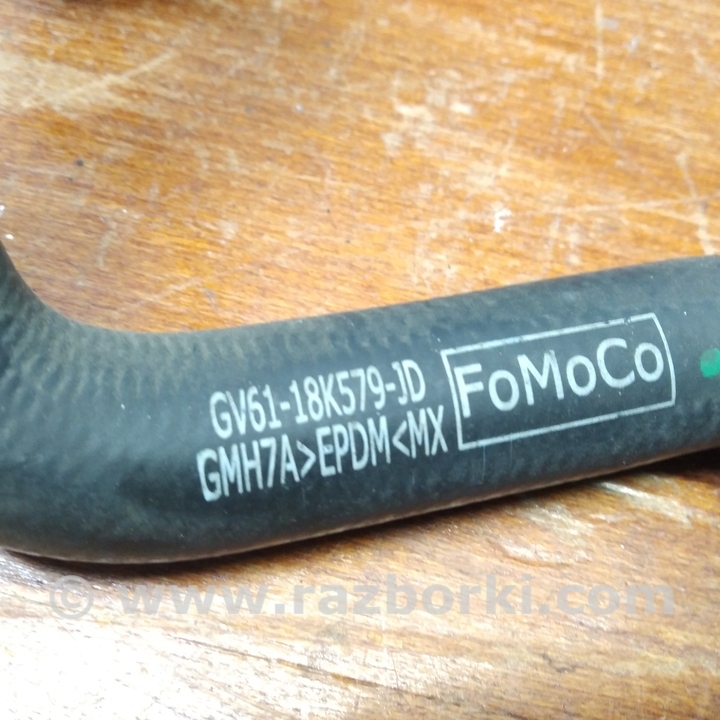 GV61-18K579-JD
GMH7A>EPDM<MX
FoMoCo
© www.razborki.com